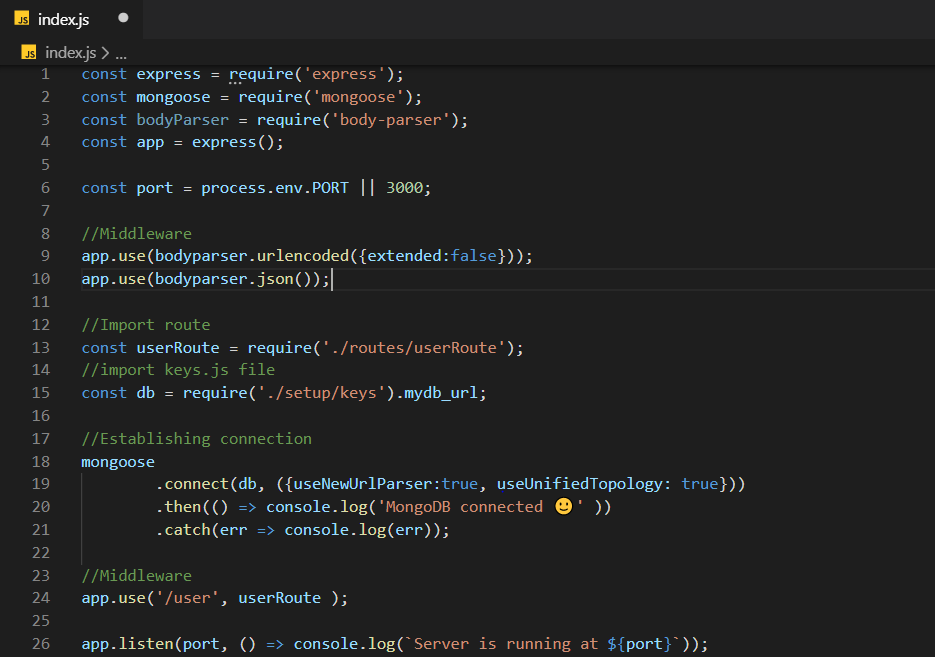 JS index.js ●
JS index.js > ...
1 const express = require('express');
2 const mongoose = require('mongoose');
3 const bodyParser = require('body-parser');
4 const app = express();
5
6 const port = process.env.PORT || 3000;
7
8 //Middleware
9 app.use(bodyparser.urlencoded({extended:false}));
10 app.use(bodyparser.json());
11
12 //Import route
13 const userRoute = require('./routes/userRoute');
14 //import keys.js file
15 const db = require('./setup/keys').mydb_url;
16
17 //Establishing connection
18 mongoose
19         .connect(db, ({useNewUrlParser:true, useUnifiedTopology: true}))
20         .then(() => console.log('MongoDB connected 🙂' ))
21         .catch(err => console.log(err));
22
23 //Middleware
24 app.use('/user', userRoute );
25
26 app.listen(port, () => console.log(`Server is running at ${port}`));